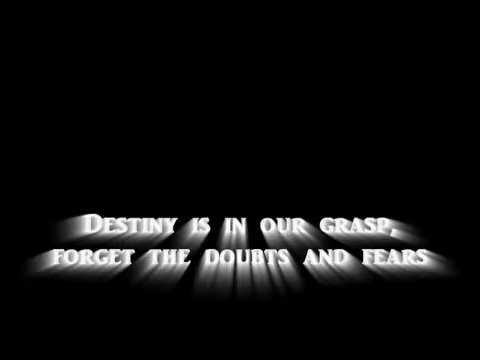 Destiny is in our grasp,
forget the doubts and fears